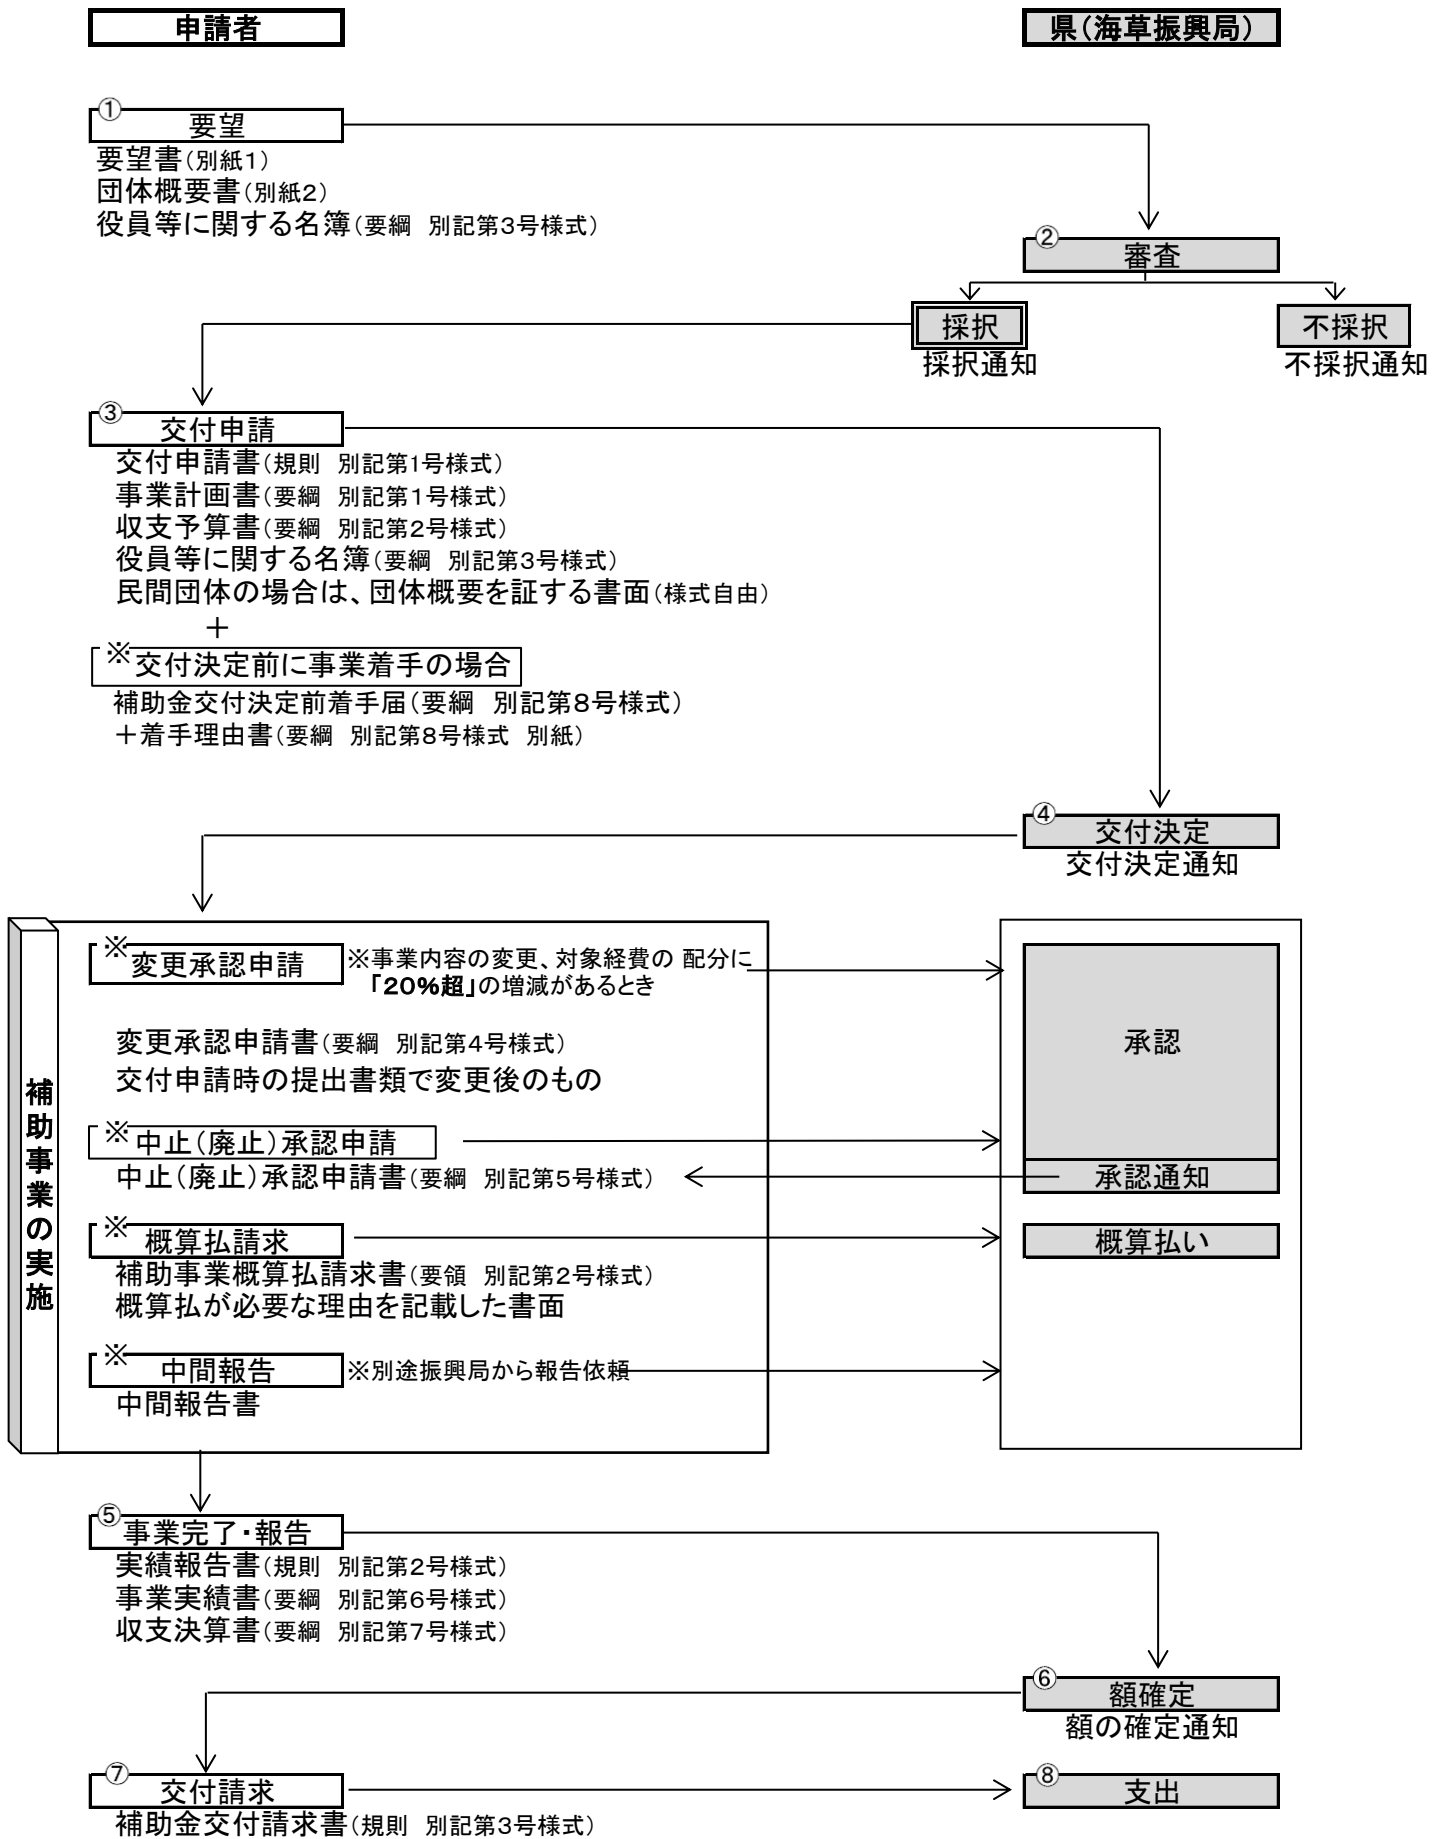 申請者
県（海草振興局）
①
要望
要望書（別紙1）
団体概要書（別紙2）
役員等に関する名簿（要綱　別記第3号様式）
②
審査
採択
不採択
採択通知
不採択通知
③
交付申請
交付申請書（規則　別記第1号様式）
事業計画書（要綱　別記第1号様式）
収支予算書（要綱　別記第2号様式）
役員等に関する名簿（要綱　別記第3号様式）
民間団体の場合は、団体概要を証する書面（様式自由）
＋
※交付決定前に事業着手の場合
補助金交付決定前着手届（要綱　別記第8号様式）
＋着手理由書（要綱　別記第8号様式　別紙）
④
交付決定
交付決定通知
補助事業の実施
※変更承認申請
※事業内容の変更、対象経費の 配分に
「20％超」の増減があるとき
承認
変更承認申請書（要綱　別記第4号様式）
交付申請時の提出書類で変更後のもの
※中止（廃止）承認申請
中止（廃止）承認申請書（要綱　別記第5号様式）
承認通知
※概算払請求
概算払い
補助事業概算払請求書（要領　別記第2号様式）
概算払が必要な理由を記載した書面
※中間報告
※別途振興局から報告依頼
中間報告書
⑤
事業完了・報告
実績報告書（規則　別記第2号様式）
事業実績書（要綱　別記第6号様式）
収支決算書（要綱　別記第7号様式）
⑥
額確定
額の確定通知
⑦
交付請求
⑧
支出
補助金交付請求書（規則　別記第3号様式）